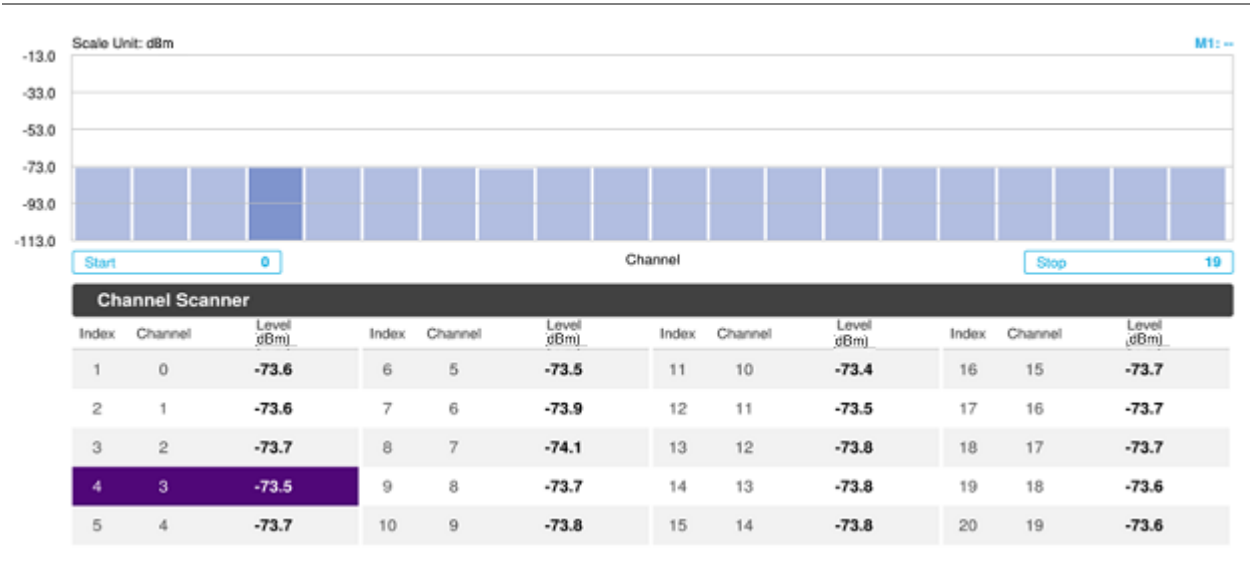 Scale Unit: dBm M1: --
-13.0
-33.0
-53.0
-73.0
-93.0
-113.0
Start 0 Channel Stop 19
Channel Scanner
Index Channel Level dBm) Index Channel Level dBm) Index Channel Level dBm) Index Channel Level dBm)
1 0 -73.6 6 5 -73.5 11 10 -73.4 16 15 -73.7
2 1 -73.6 7 6 -73.9 12 11 -73.5 17 16 -73.7
3 2 -73.7 8 7 -74.1 13 12 -73.8 18 17 -73.7
4 3 -73.5 9 8 -73.7 14 13 -73.8 19 18 -73.6
5 4 -73.7 10 9 -73.8 15 14 -73.8 20 19 -73.6